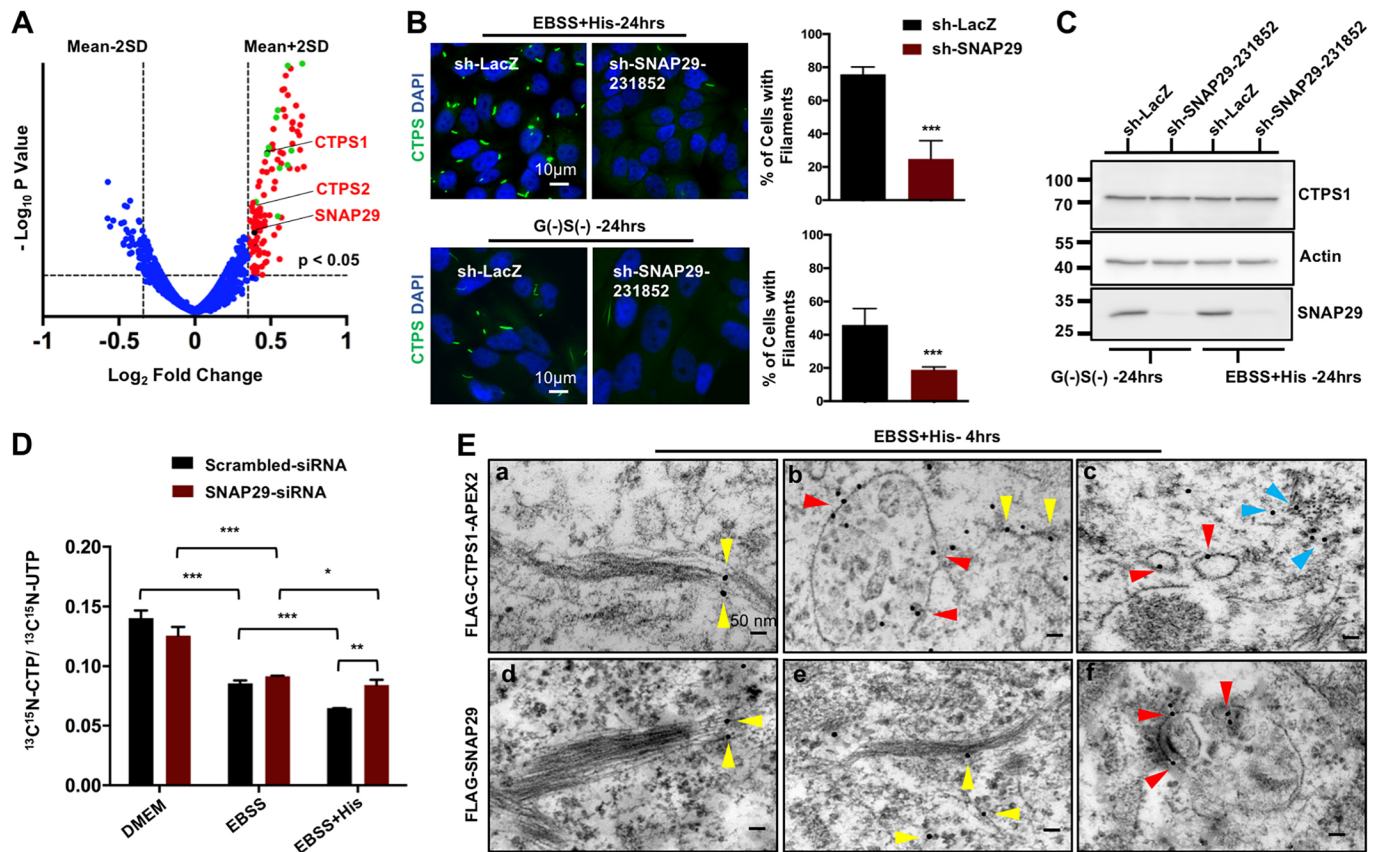 A
Mean-2SD
Mean+2SD
- Log10 P Value
CTPS1
CTPS2
SNAP29
p < 0.05
-1
-0.5
0
0.5
1
Log2 Fold Change
B
EBSS+His-24hrs
CTPS DAPI
sh-LacZ
sh-SNAP29-
231852
10μm
% of Cells with
Filaments
100
80
60
40
20
0
***
sh-LacZ
sh-SNAP29
G(-)S(-) -24hrs
CTPS DAPI
sh-LacZ
sh-SNAP29-
231852
10μm
% of Cells with
Filaments
100
80
60
40
20
0
***
C
sh-LacZ
sh-SNAP29-231852
sh-LacZ
sh-SNAP29-231852
100
70
CTPS1
55
40
Actin
35
25
SNAP29
G(-)S(-) -24hrs
EBSS+His -24hrs
D
Scrambled-siRNA
SNAP29-siRNA
13C15N-CTP/ 13C15N-UTP
0.20
0.15
0.10
0.05
0.00
***
***
*
***
**
DMEM
EBSS
EBSS+His
E
EBSS+His- 4hrs
FLAG-CTPS1-APEX2
a
50 nm
b
c
FLAG-SNAP29
d
e
f